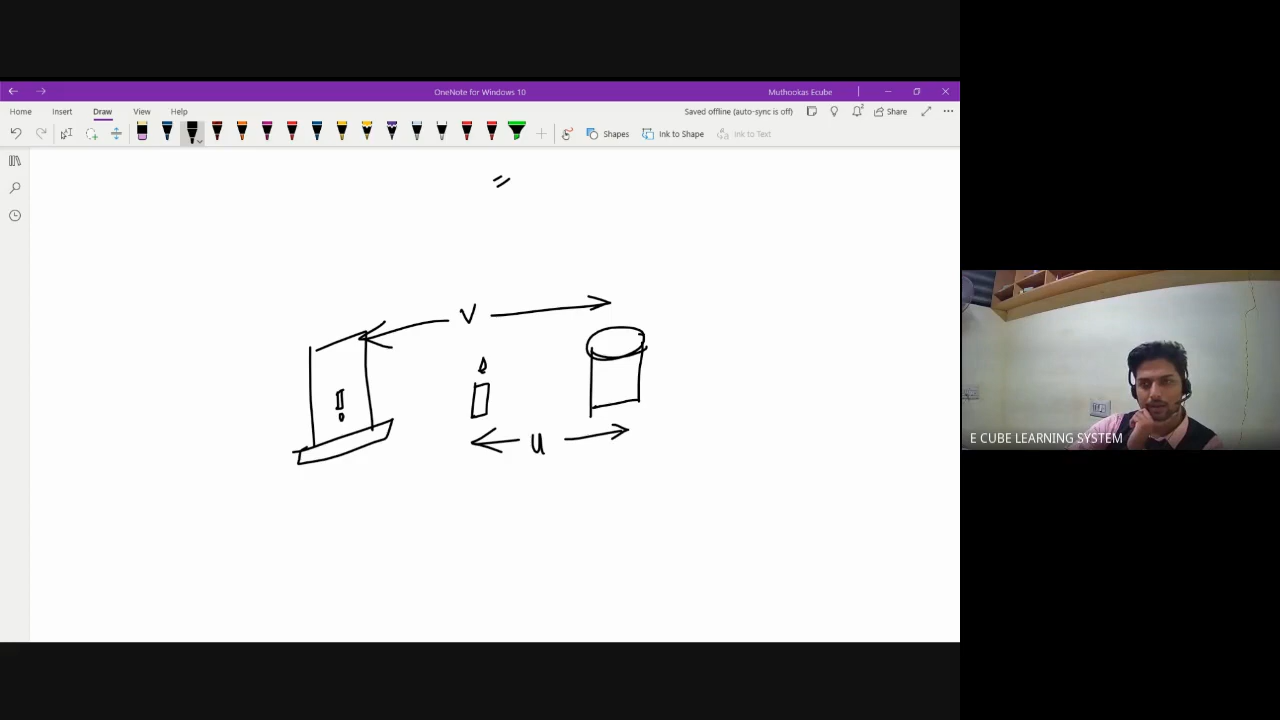 OneNote for Windows 10
Muthookas Ecube
Home Insert Draw View Help
Saved offline (auto-sync is off)
2
Share
Shapes
Ink to Shape
Ink to Text
=
v
u
E CUBE LEARNING SYSTEM